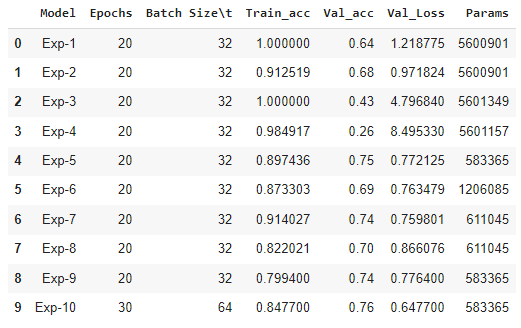 Model Epochs Batch Size\t Train_acc Val_acc Val_Loss Params
0 Exp-1 20 32 1.000000 0.64 1.218775 5600901
1 Exp-2 20 32 0.912519 0.68 0.971824 5600901
2 Exp-3 20 32 1.000000 0.43 4.796840 5601349
3 Exp-4 20 32 0.984917 0.26 8.495330 5601157
4 Exp-5 20 32 0.897436 0.75 0.772125 583365
5 Exp-6 20 32 0.873303 0.69 0.763479 1206085
6 Exp-7 20 32 0.914027 0.74 0.759801 611045
7 Exp-8 20 32 0.822021 0.70 0.866076 611045
8 Exp-9 20 32 0.799400 0.74 0.776400 583365
9 Exp-10 30 64 0.847700 0.76 0.647700 583365